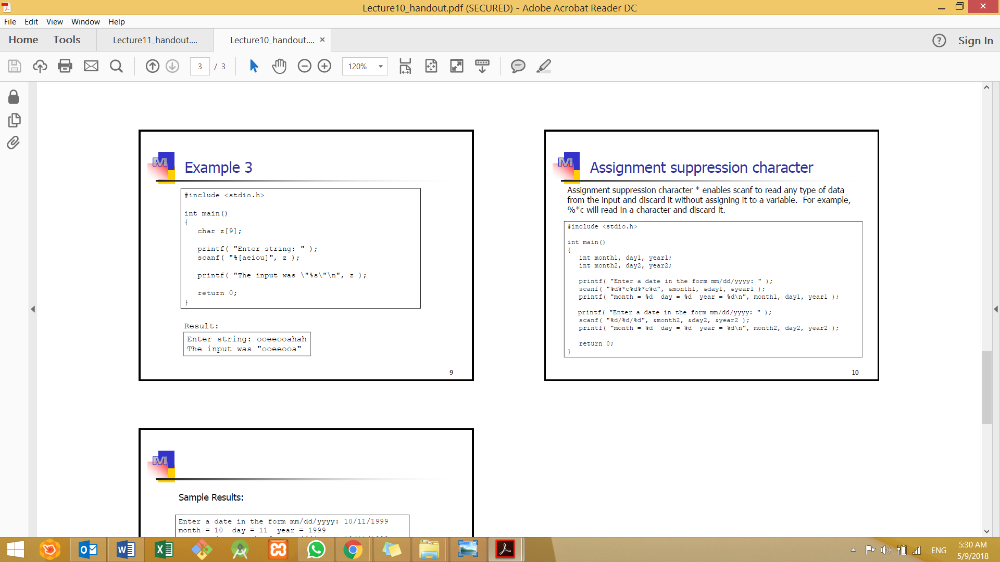 Lecture10_handout.pdf (SECURED) - Adobe Acrobat Reader DC
File Edit View Window Help
Home Tools Lecture11_handout.... Lecture10_handout.... ×
? Sign In
3 / 3 120%
M
Example 3
#include <stdio.h>
int main()
{
char z[9];
printf( "Enter string: " );
scanf( "%[aeiou]", z );
printf( "The input was \"%s\"\n", z );
return 0;
}
Result:
Enter string: ooeeooahah
The input was "ooeeooa"
9
M
Assignment suppression character
Assignment suppression character * enables scanf to read any type of data
from the input and discard it without assigning it to a variable. For example,
%*c will read in a character and discard it.
#include <stdio.h>
int main()
{
int month1, day1, year1;
int month2, day2, year2;
printf( "Enter a date in the form mm/dd/yyyy: " );
scanf( "%d%*c%d%*c%d", &month1, &day1, &year1 );
printf( "month = %d  day = %d  year = %d\n", month1, day1, year1 );
printf( "Enter a date in the form mm/dd/yyyy: " );
scanf( "%d/%d/%d", &month2, &day2, &year2 );
printf( "month = %d  day = %d  year = %d\n", month2, day2, year2 );
return 0;
}
10
M
Sample Results:
Enter a date in the form mm/dd/yyyy: 10/11/1999
month = 10  day = 11  year = 1999
ENG
5:30 AM
5/9/2018